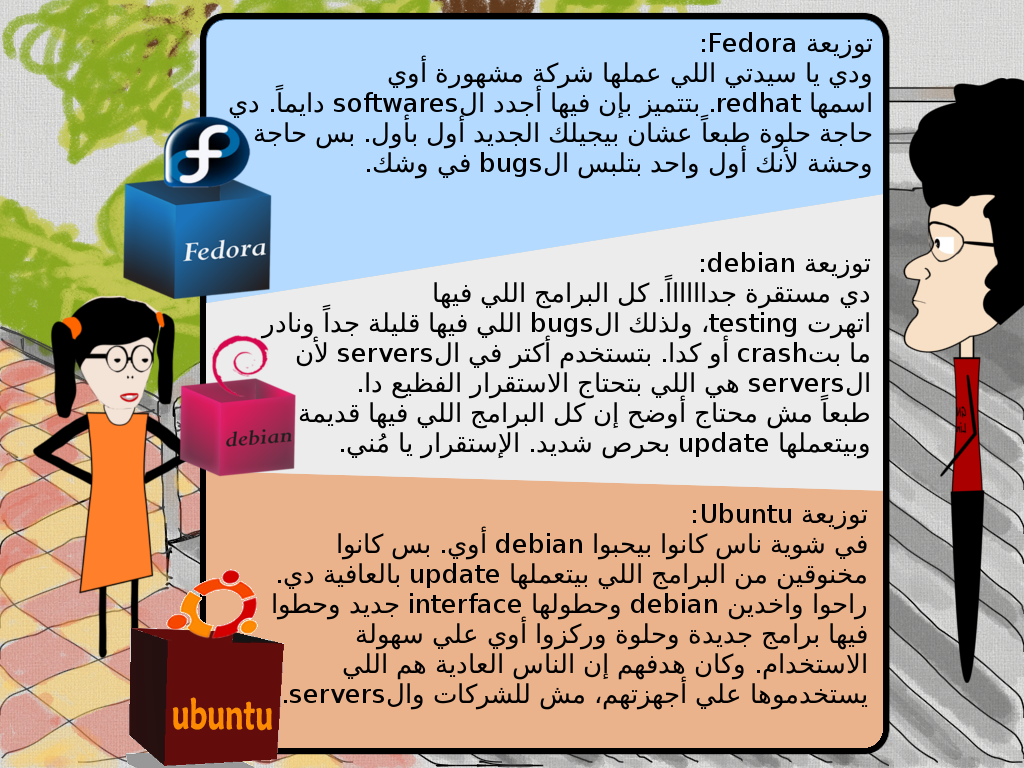 توزيعة Fedora:
ودي يا سيدتي اللي عملها شركة مشهورة أوي
اسمها redhat. بتتميز بإن فيها أجدد الsoftwares دايماً. دي
حاجة حلوة طبعاً عشان بيجيلك الجديد أول بأول. بس حاجة
وحشة لأنك أول واحد بتلبس الbugs في وشك.
Fedora
توزيعة debian:
دي مستقرة جداااااااً. كل البرامج اللي فيها
اتهرت testing، ولذلك الbugs اللي فيها قليلة جداً ونادر
ما بتcrash أو كدا. بتستخدم أكتر في الservers لأن
الservers هي اللي بتحتاج الاستقرار الفظيع دا.
طبعاً مش محتاج أوضح إن كل البرامج اللي فيها قديمة
وبيتعملها update بحرص شديد. الإستقرار يا مُني.
debian
توزيعة Ubuntu:
في شوية ناس كانوا بيحبوا debian أوي. بس كانوا
مخنوقين من البرامج اللي بيتعملها update بالعافية دي.
راحوا واخدين debian وحطولها interface جديد وحطوا
فيها برامج جديدة وحلوة وركزوا أوي علي سهولة
الاستخدام. وكان هدفهم إن الناس العادية هم اللي
يستخدموها علي أجهزتهم، مش للشركات والservers.
ubuntu